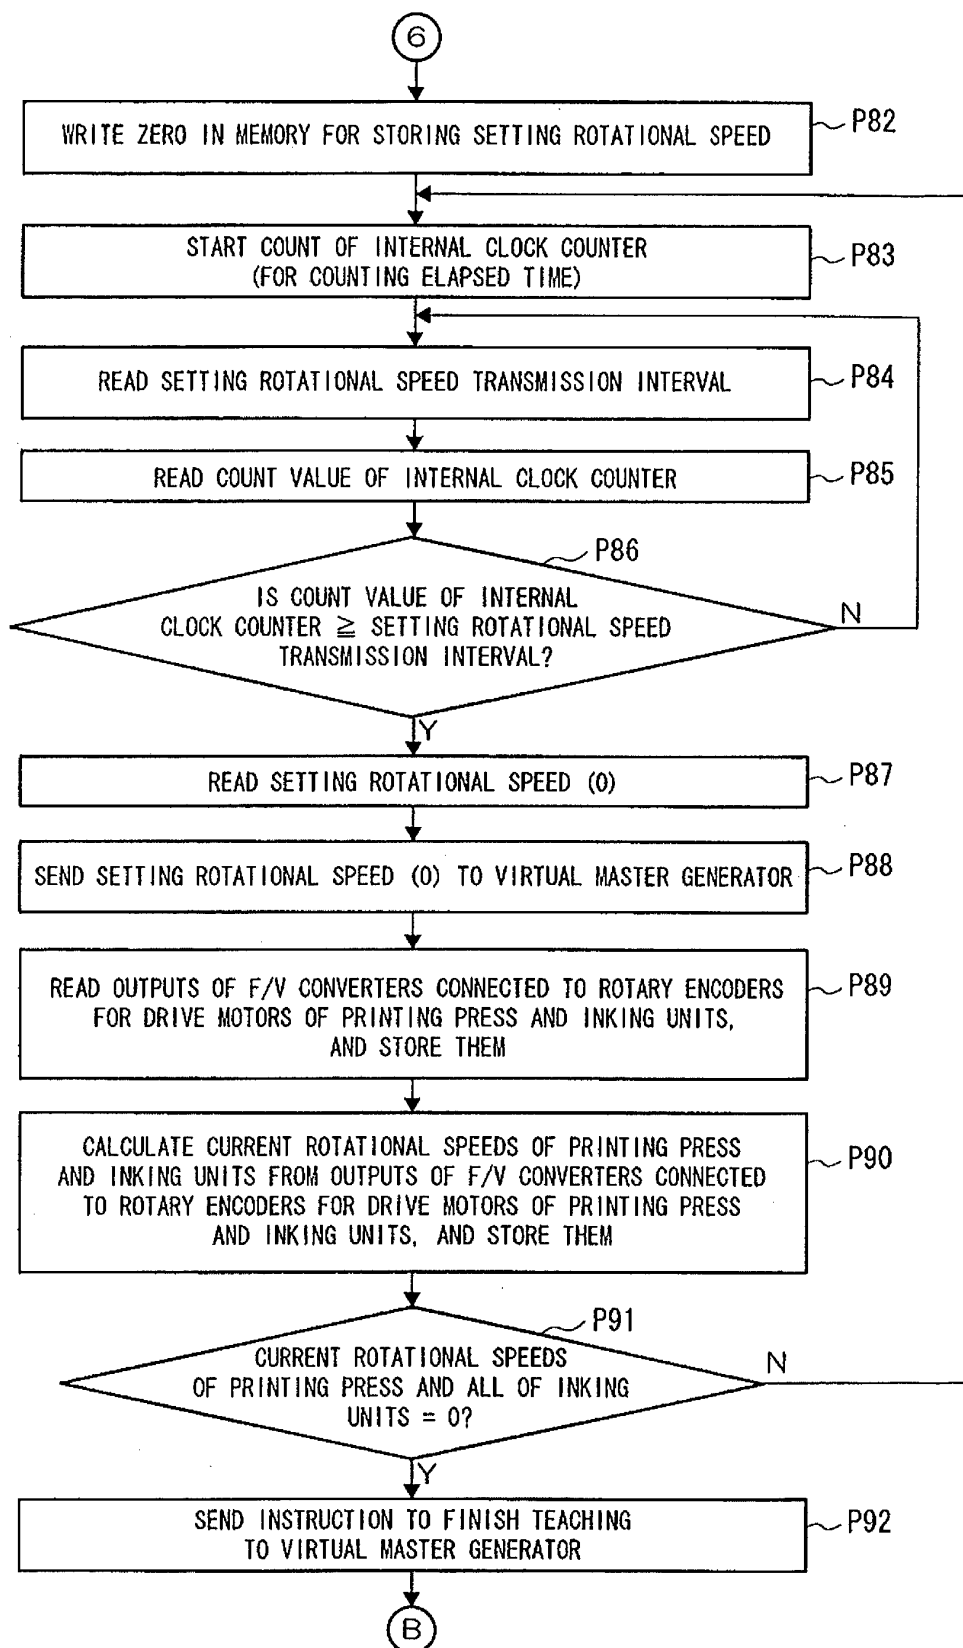 6
WRITE ZERO IN MEMORY FOR STORING SETTING ROTATIONAL SPEED
P82
START COUNT OF INTERNAL CLOCK COUNTER
(FOR COUNTING ELAPSED TIME)
P83
READ SETTING ROTATIONAL SPEED TRANSMISSION INTERVAL
P84
READ COUNT VALUE OF INTERNAL CLOCK COUNTER
P85
P86
IS COUNT VALUE OF INTERNAL
CLOCK COUNTER ≧ SETTING ROTATIONAL SPEED
TRANSMISSION INTERVAL?
N
Y
READ SETTING ROTATIONAL SPEED (0)
P87
SEND SETTING ROTATIONAL SPEED (0) TO VIRTUAL MASTER GENERATOR
P88
READ OUTPUTS OF F/V CONVERTERS CONNECTED TO ROTARY ENCODERS
FOR DRIVE MOTORS OF PRINTING PRESS AND INKING UNITS,
AND STORE THEM
P89
CALCULATE CURRENT ROTATIONAL SPEEDS OF PRINTING PRESS
AND INKING UNITS FROM OUTPUTS OF F/V CONVERTERS CONNECTED
TO ROTARY ENCODERS FOR DRIVE MOTORS OF PRINTING PRESS
AND INKING UNITS, AND STORE THEM
P90
P91
CURRENT ROTATIONAL SPEEDS
OF PRINTING PRESS AND ALL OF INKING
UNITS = 0?
N
Y
SEND INSTRUCTION TO FINISH TEACHING
TO VIRTUAL MASTER GENERATOR
P92
B